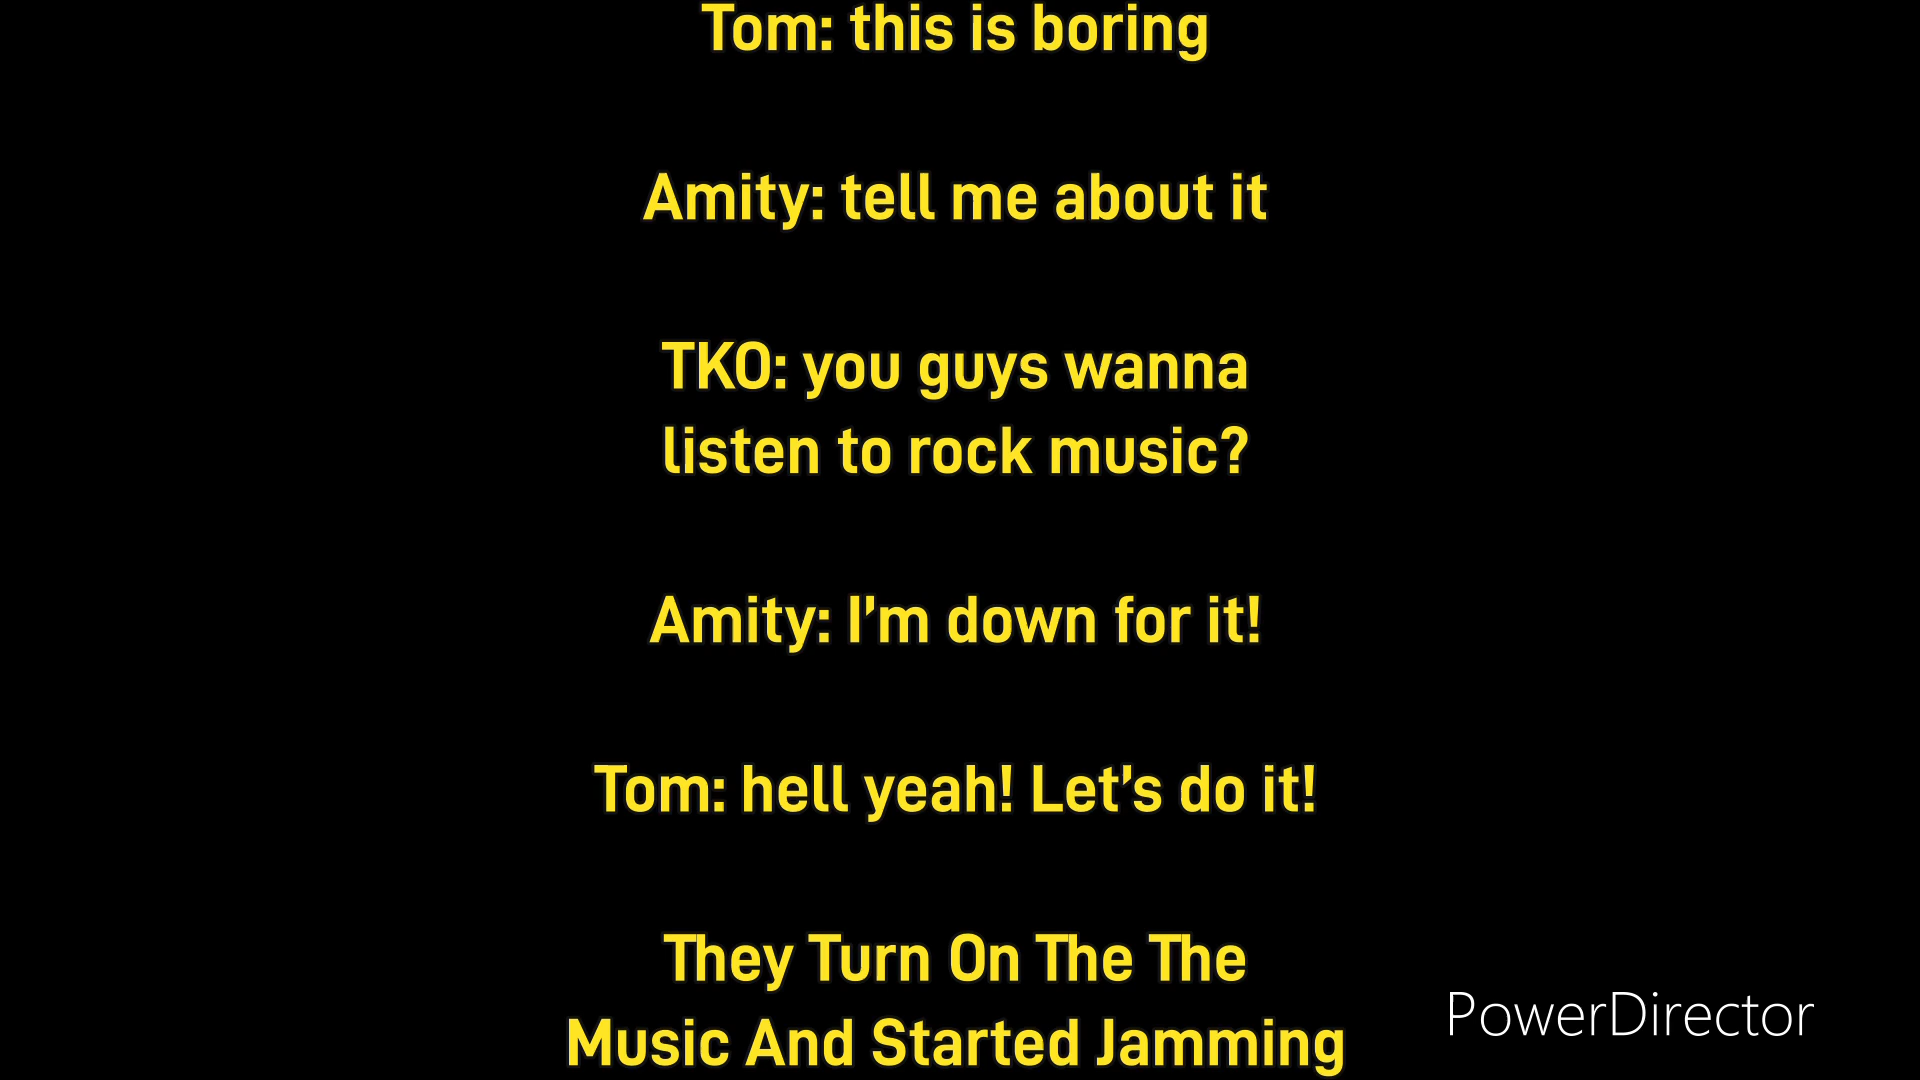 Tom: this is boring
Amity: tell me about it
TKO: you guys wanna
listen to rock music?
Amity: I’m down for it!
Tom: hell yeah! Let’s do it!
They Turn On The The
Music And Started Jamming
PowerDirector